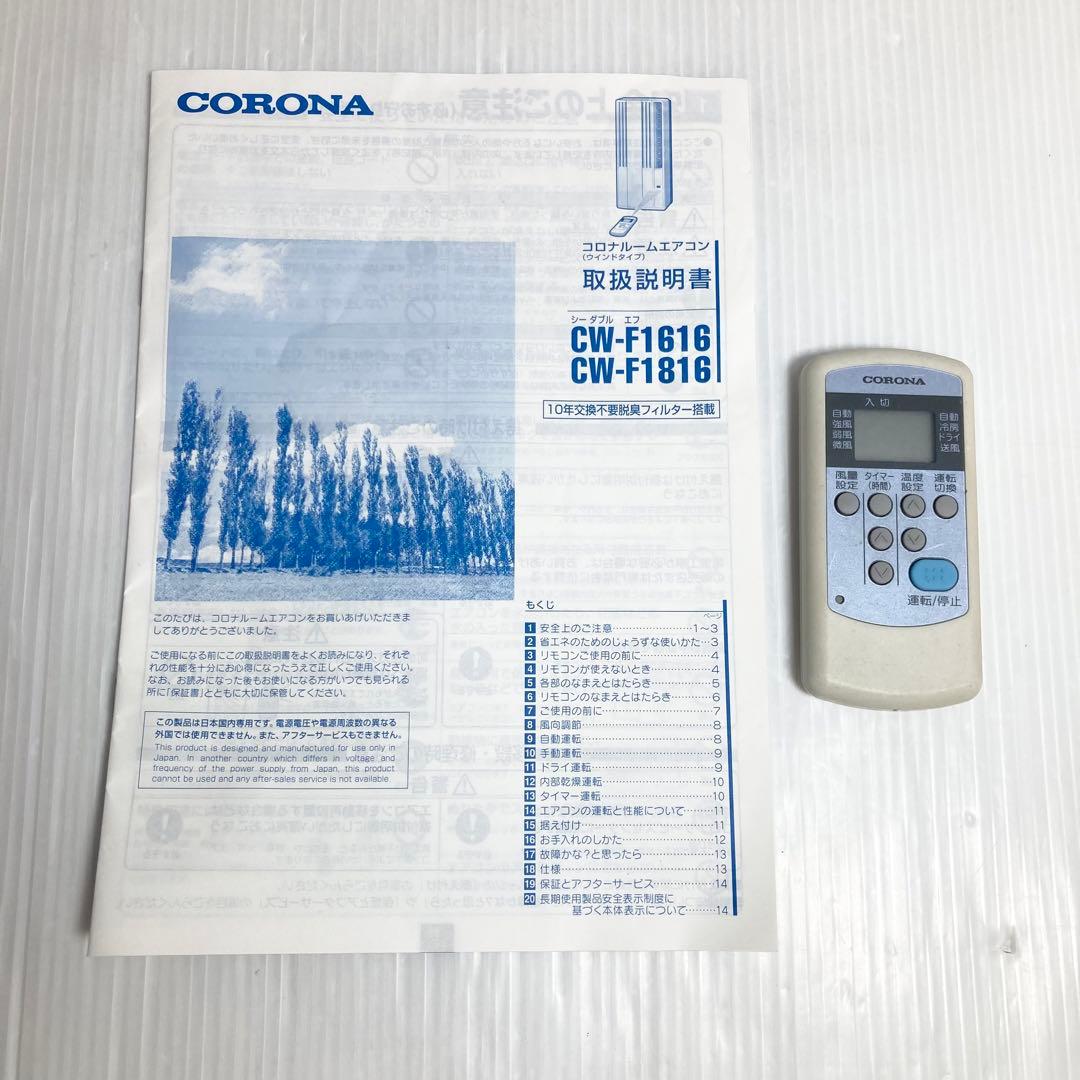 CORONA
コロナルームエアコン
(ウインドタイプ)
取扱説明書
シー ダブル エフ
CW-F1616
CW-F1816
10年交換不要脱臭フィルター搭載
このたびは、コロナルームエアコンをお買いあげいただきま
してありがとうございました。
ご使用になる前にこの取扱説明書をよくお読みになり、それぞ
れの性能を十分にお心得になったうえで正しくご使用ください。
なお、お読みになった後もお使いになる方がいつでも見られる
所に「保証書」とともに大切に保管してください。
この製品は日本国内専用です。電源電圧や電源周波数の異なる
外国では使用できません。また、アフターサービスもできません。
This product is designed and manufactured for use only in
Japan. In another country which differs in voltage and
frequency of the power supply from Japan, this product
cannot be used and any after-sales service is not available.
もくじ
ページ
1 安全上のご注意……………………1～3
2 省エネのためのじょうずな使いかた…3
3 リモコンご使用の前に…………………4
4 リモコンが使えないとき………………4
5 各部のなまえとはたらき………………5
6 リモコンのなまえとはたらき…………6
7 ご使用の前に……………………………7
8 風向調節…………………………………8
9 自動運転…………………………………8
10 手動運転…………………………………9
11 ドライ運転………………………………9
12 内部乾燥運転……………………………10
13 タイマー運転……………………………10
14 エアコンの運転と性能について………11
15 据え付け…………………………………11
16 お手入れのしかた………………………12
17 故障かな?と思ったら…………………13
18 仕様………………………………………13
19 保証とアフターサービス………………14
20 長期使用製品安全表示制度に
基づく本体表示について………14
CORONA
入 切
自動
強風
弱風
微風
自動
冷房
ドライ
送風
風量
設定
タイマー
(時間)
温度
設定
運転
切換
運転/停止